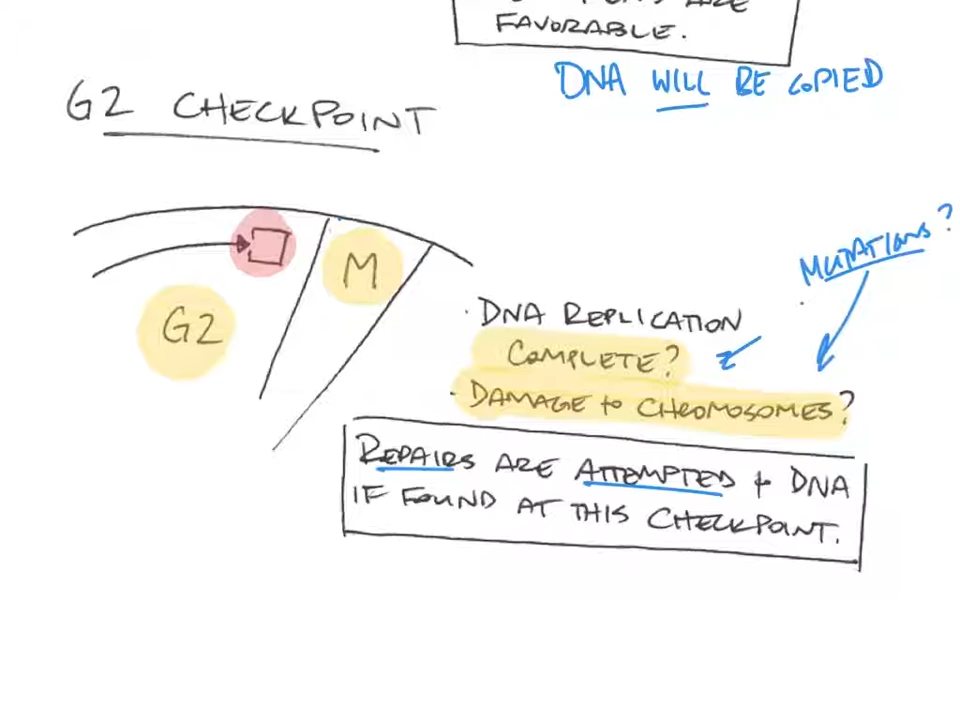 ARE
FAVORABLE.
DNA WILL BE COPIED
G2 CHECKPOINT
M
G2
MUTATIONS?
· DNA REPLICATION
COMPLETE?
· DAMAGE to CHROMOSOMES?
REPAIRS ARE ATTEMPTED t DNA
IF FOUND AT THIS CHECKPOINT.